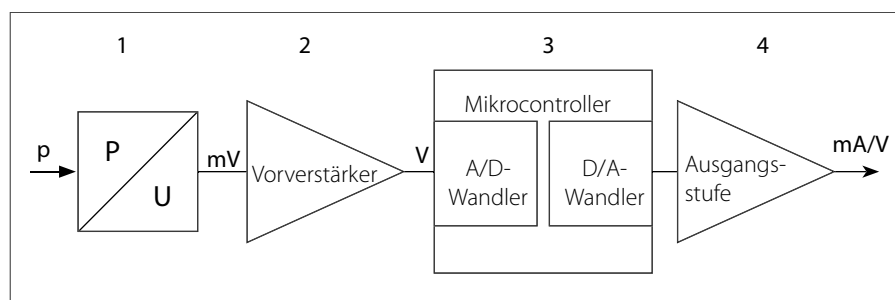 1
2
3
4
p
P
U
mV
Vorverstärker
V
Mikrocontroller
A/D-
Wandler
D/A-
Wandler
Ausgangs-
stufe
mA/V